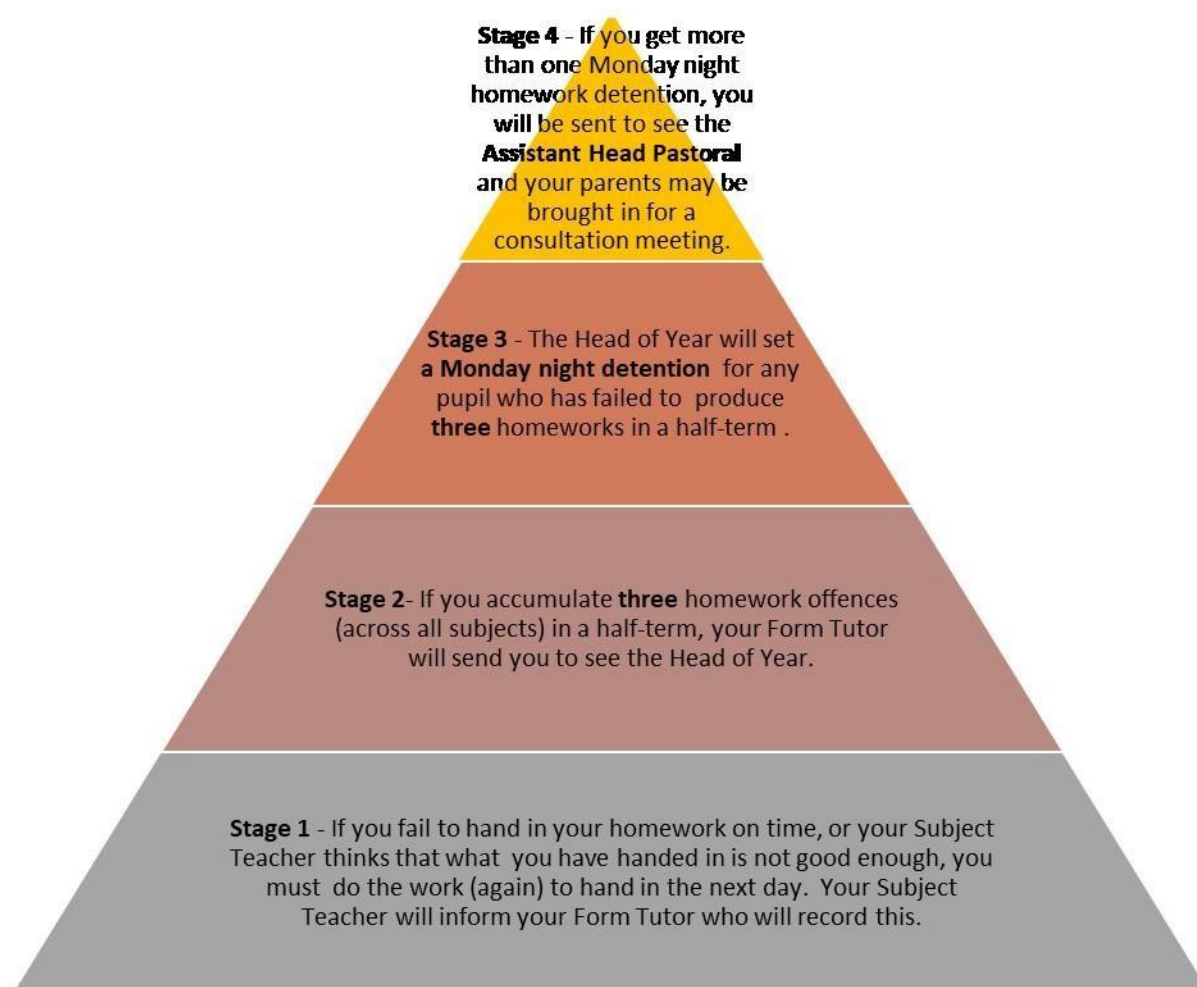 Stage 4 - If you get more
than one Monday night
homework detention, you
will be sent to see the
Assistant Head Pastoral
and your parents may be
brought in for a
consultation meeting.
Stage 3 - The Head of Year will set
a Monday night detention for any
pupil who has failed to produce
three homeworks in a half-term .
Stage 2- If you accumulate three homework offences
(across all subjects) in a half-term, your Form Tutor
will send you to see the Head of Year.
Stage 1 - If you fail to hand in your homework on time, or your Subject
Teacher thinks that what you have handed in is not good enough, you
must do the work (again) to hand in the next day. Your Subject
Teacher will inform your Form Tutor who will record this.